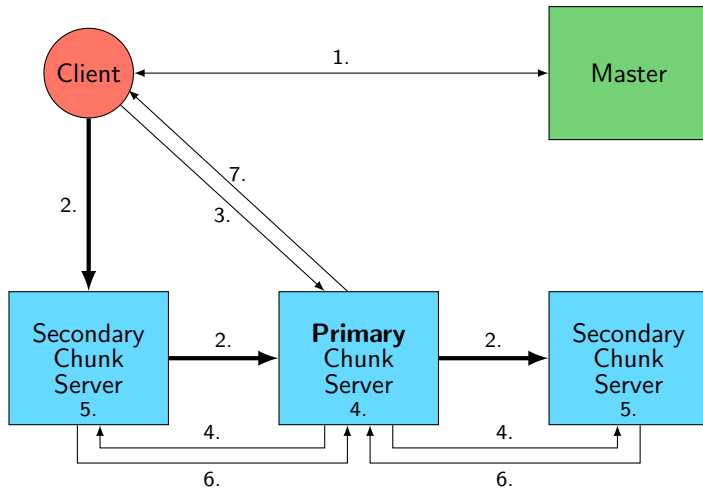 Client
1.
Master
7.
3.
2.
Secondary
Chunk
Server
5.
2.
Primary
Chunk
Server
4.
2.
Secondary
Chunk
Server
5.
4.
4.
6.
6.